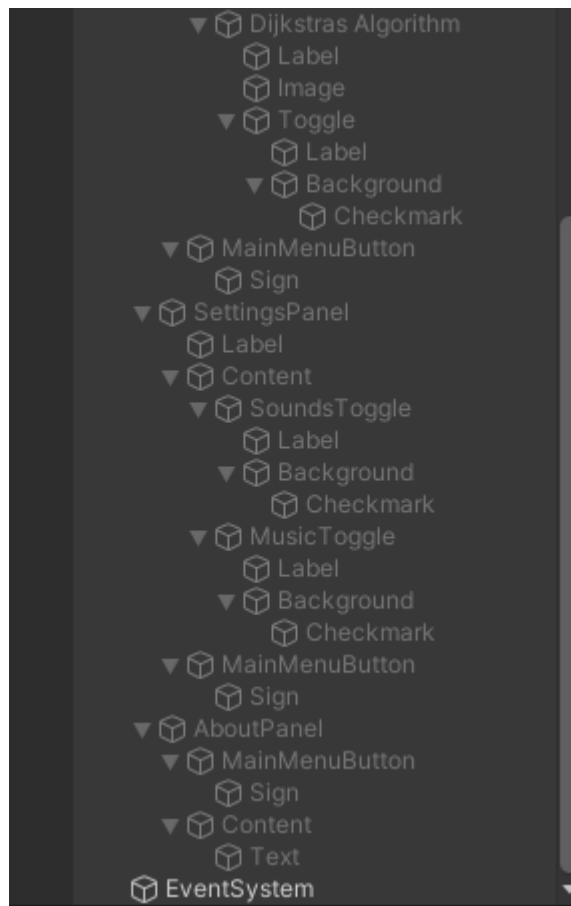 Dijkstras Algorithm
Label
Image
Toggle
Label
Background
Checkmark
MainMenuButton
Sign
SettingsPanel
Label
Content
SoundsToggle
Label
Background
Checkmark
MusicToggle
Label
Background
Checkmark
MainMenuButton
Sign
AboutPanel
MainMenuButton
Sign
Content
Text
EventSystem